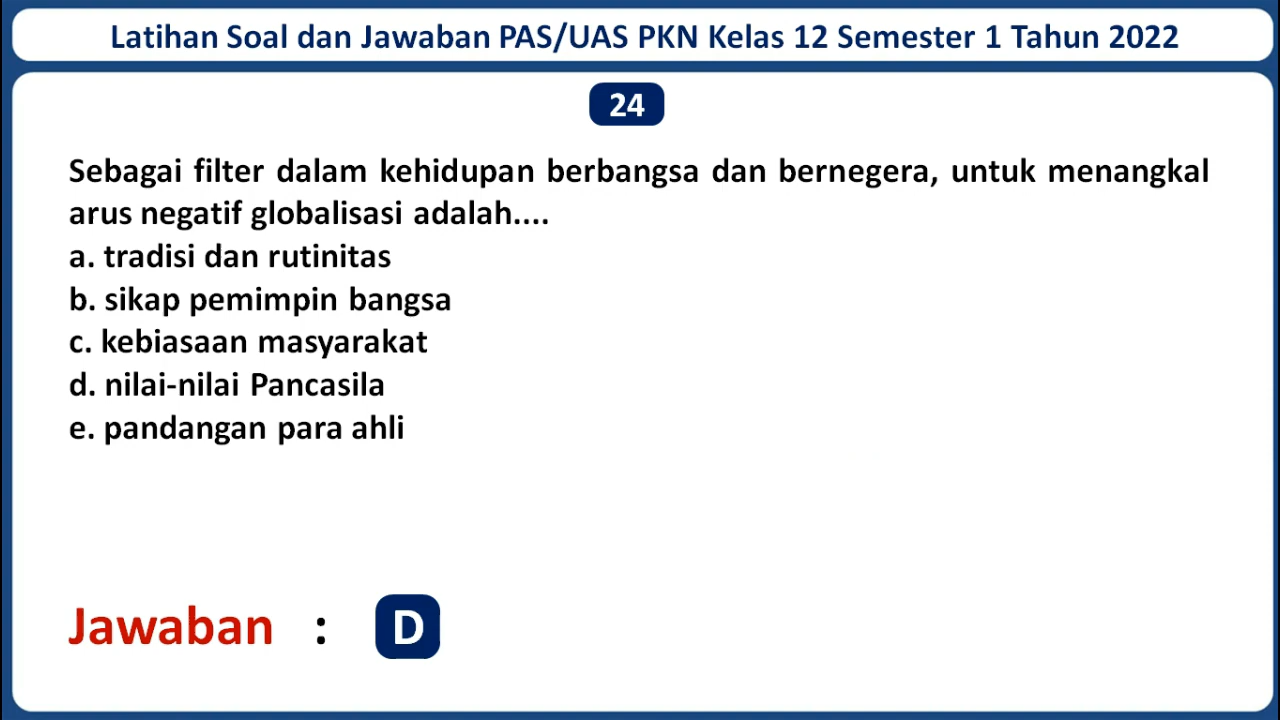 Latihan Soal dan Jawaban PAS/UAS PKN Kelas 12 Semester 1 Tahun 2022
24
Sebagai filter dalam kehidupan berbangsa dan bernegera, untuk menangkal
arus negatif globalisasi adalah....
a. tradisi dan rutinitas
b. sikap pemimpin bangsa
c. kebiasaan masyarakat
d. nilai-nilai Pancasila
e. pandangan para ahli
Jawaban : D